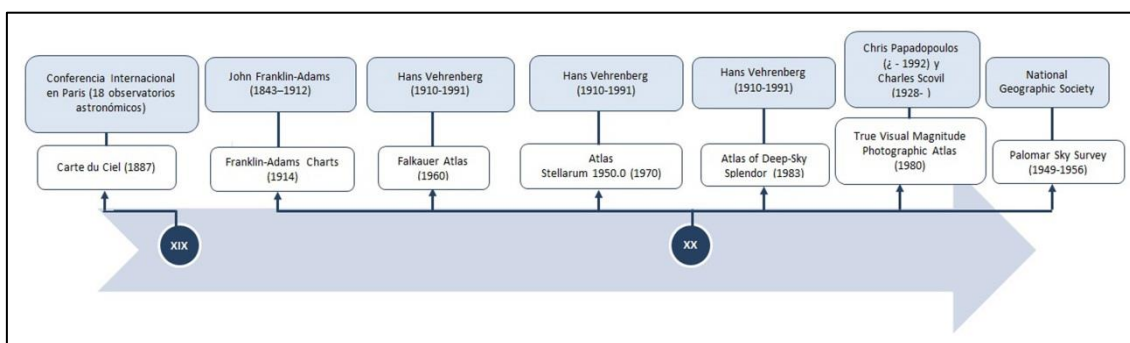 Conferencia Internacional
en Paris (18 observatorios
astronómicos)
John Franklin-Adams
(1843–1912)
Hans Vehrenberg
(1910-1991)
Hans Vehrenberg
(1910-1991)
Hans Vehrenberg
(1910-1991)
Chris Papadopoulos
(¿ - 1992) y
Charles Scovil
(1928- )
National
Geographic Society
Carte du Ciel (1887)
Franklin-Adams Charts
(1914)
Falkauer Atlas
(1960)
Atlas
Stellarum 1950.0 (1970)
Atlas of Deep-Sky
Splendor (1983)
True Visual Magnitude
Photographic Atlas
(1980)
Palomar Sky Survey
(1949-1956)
XIX
XX